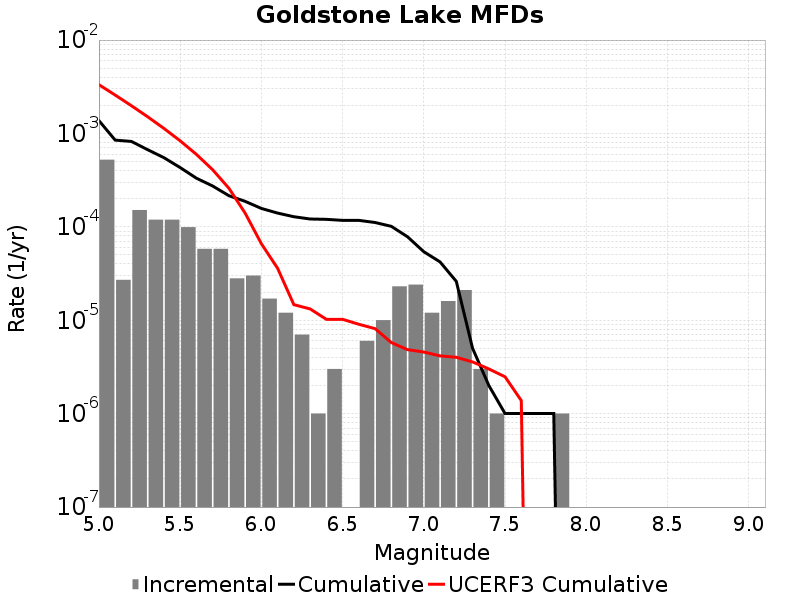 Goldstone Lake MFDs
10-2
10-3
10-4
10-5
10-6
10-7
Rate (1/yr)
5.0 5.5 6.0 6.5 7.0 7.5 8.0 8.5 9.0
Magnitude
Incremental Cumulative UCERF3 Cumulative